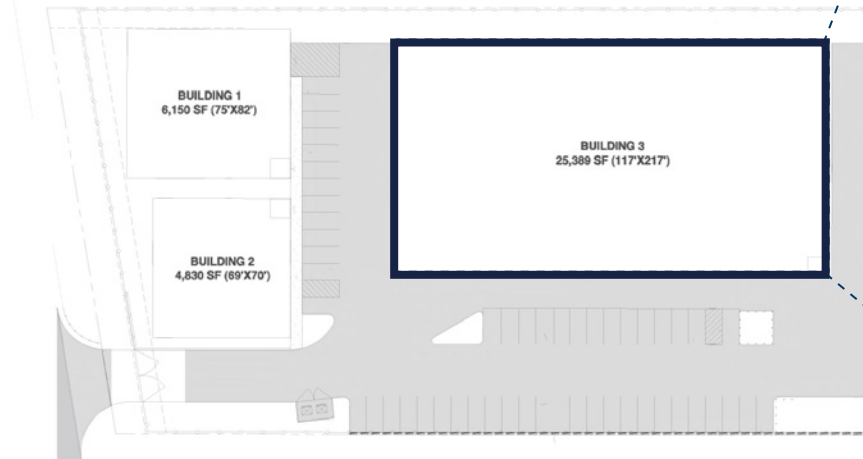 BUILDING 1
6,150 SF (75'X82')
BUILDING 3
25,389 SF (117'X217')
BUILDING 2
4,830 SF (69'X70')